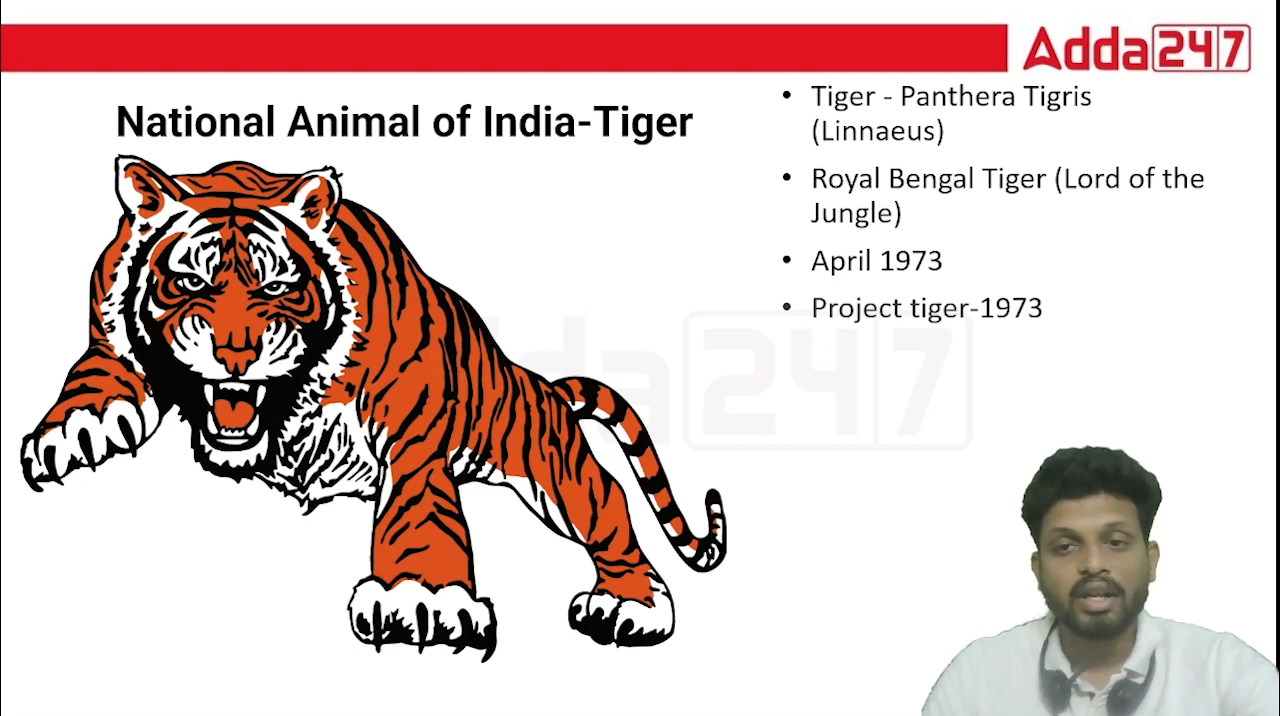 Adda247
National Animal of India-Tiger
• Tiger - Panthera Tigris
(Linnaeus)
• Royal Bengal Tiger (Lord of the
Jungle)
• April 1973
• Project tiger-1973
Adda247